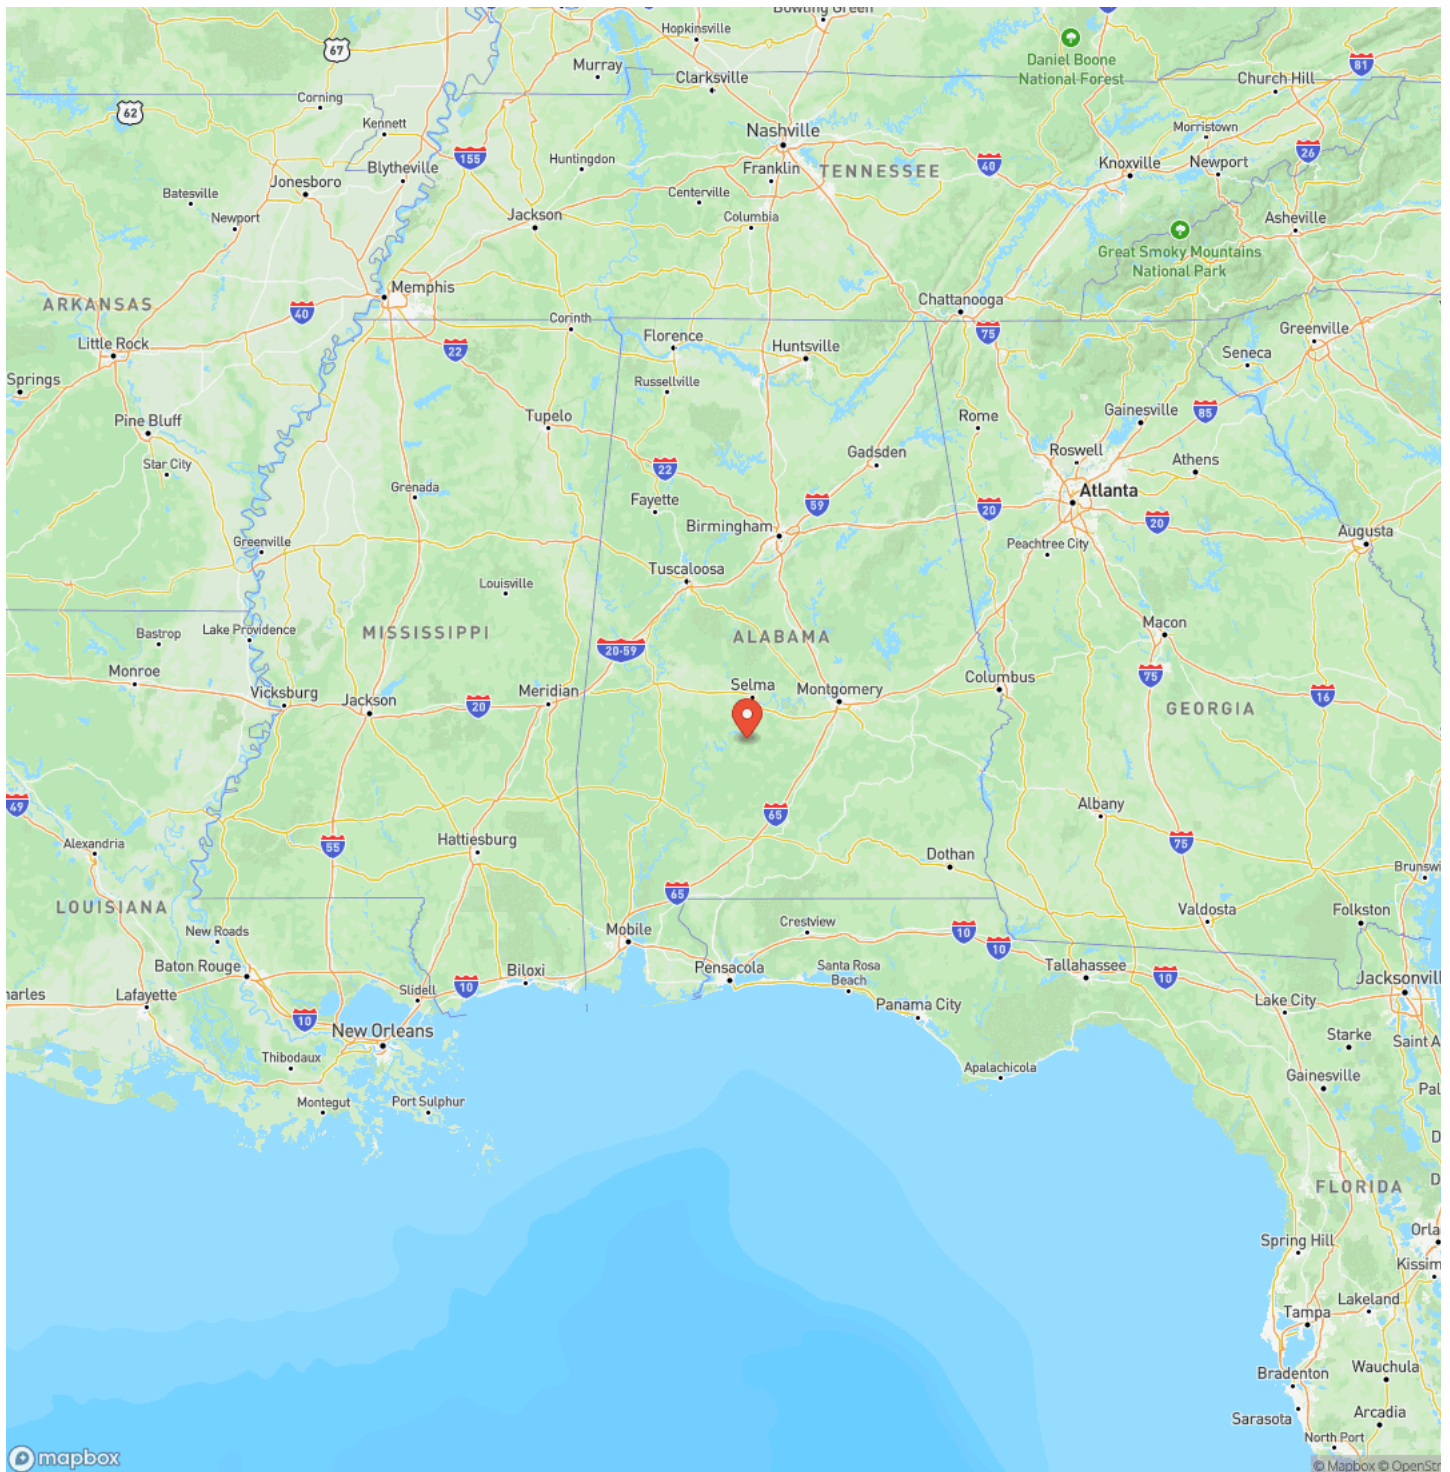 Bowling Green
Hopkinsville
67
Daniel Boone
National Forest
Murray
Clarksville
81
Church Hill
Corning
62
Kennett
Nashville
Morristown
155
Huntingdon
Franklin
TENNESSEE
40
Knoxville
Newport
26
Blytheville
Jonesboro
Batesville
Centerville
Newport
Jackson
Columbia
Asheville
Great Smoky Mountains
National Park
Memphis
ARKANSAS
40
Chattanooga
Corinth
Florence
Huntsville
75
Greenville
Little Rock
22
Seneca
Springs
Russellville
Tupelo
Rome
Gainesville
85
Pine Bluff
Star City
Gadsden
Roswell
Athens
22
Grenada
Fayette
59
Atlanta
20
20
Birmingham
Augusta
Greenville
Peachtree City
Tuscaloosa
Louisville
Bastrop
Lake Providence
MISSISSIPPI
ALABAMA
Macon
20-59
Monroe
75
Vicksburg
Jackson
20
Meridian
Selma
Montgomery
Columbus
16
GEORGIA
49
65
Albany
Alexandria
55
Hattiesburg
75
Dothan
Brunswi
65
LOUISIANA
Valdosta
Folkston
New Roads
Mobile
Crestview
10
10
Baton Rouge
Biloxi
Pensacola
Santa Rosa
Beach
Tallahassee
10
Jacksonvill
harles
Lafayette
Slidell
10
Panama City
Lake City
10
New Orleans
Starke
Saint A
Thibodaux
Apalachicola
Gainesville
Pal
Montegut
Port Sulphur
D
FLORIDA
D
Orla
Spring Hill
Kissim
Lakeland
Tampa
Bradenton
Wauchula
Sarasota
Arcadia
North Port
mapbox
© Mapbox © OpenStr